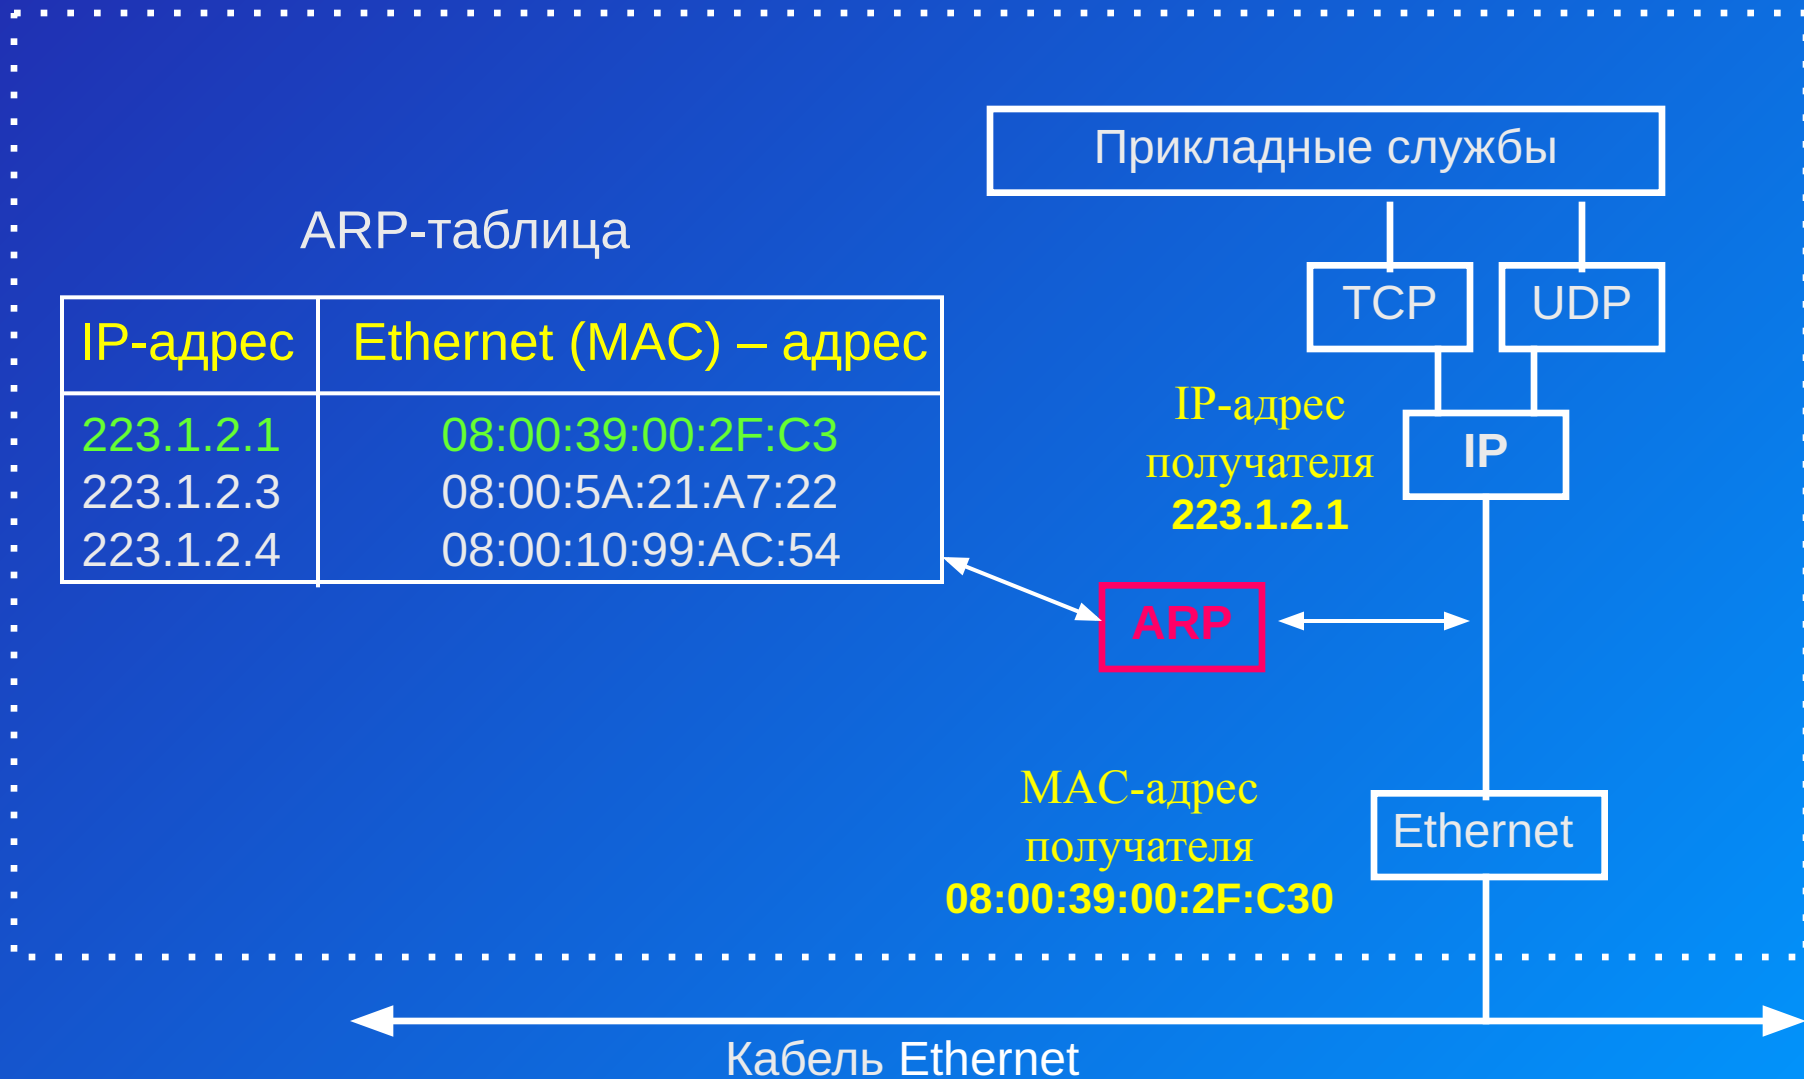 Прикладные службы
ARP-таблица
TCP
UDP
IP-адрес
Ethernet (MAC) – адрес
223.1.2.1
08:00:39:00:2F:C3
223.1.2.3
08:00:5A:21:A7:22
223.1.2.4
08:00:10:99:AC:54
IP-адрес
получателя
223.1.2.1
IP
ARP
MAC-адрес
получателя
08:00:39:00:2F:C30
Ethernet
Кабель Ethernet